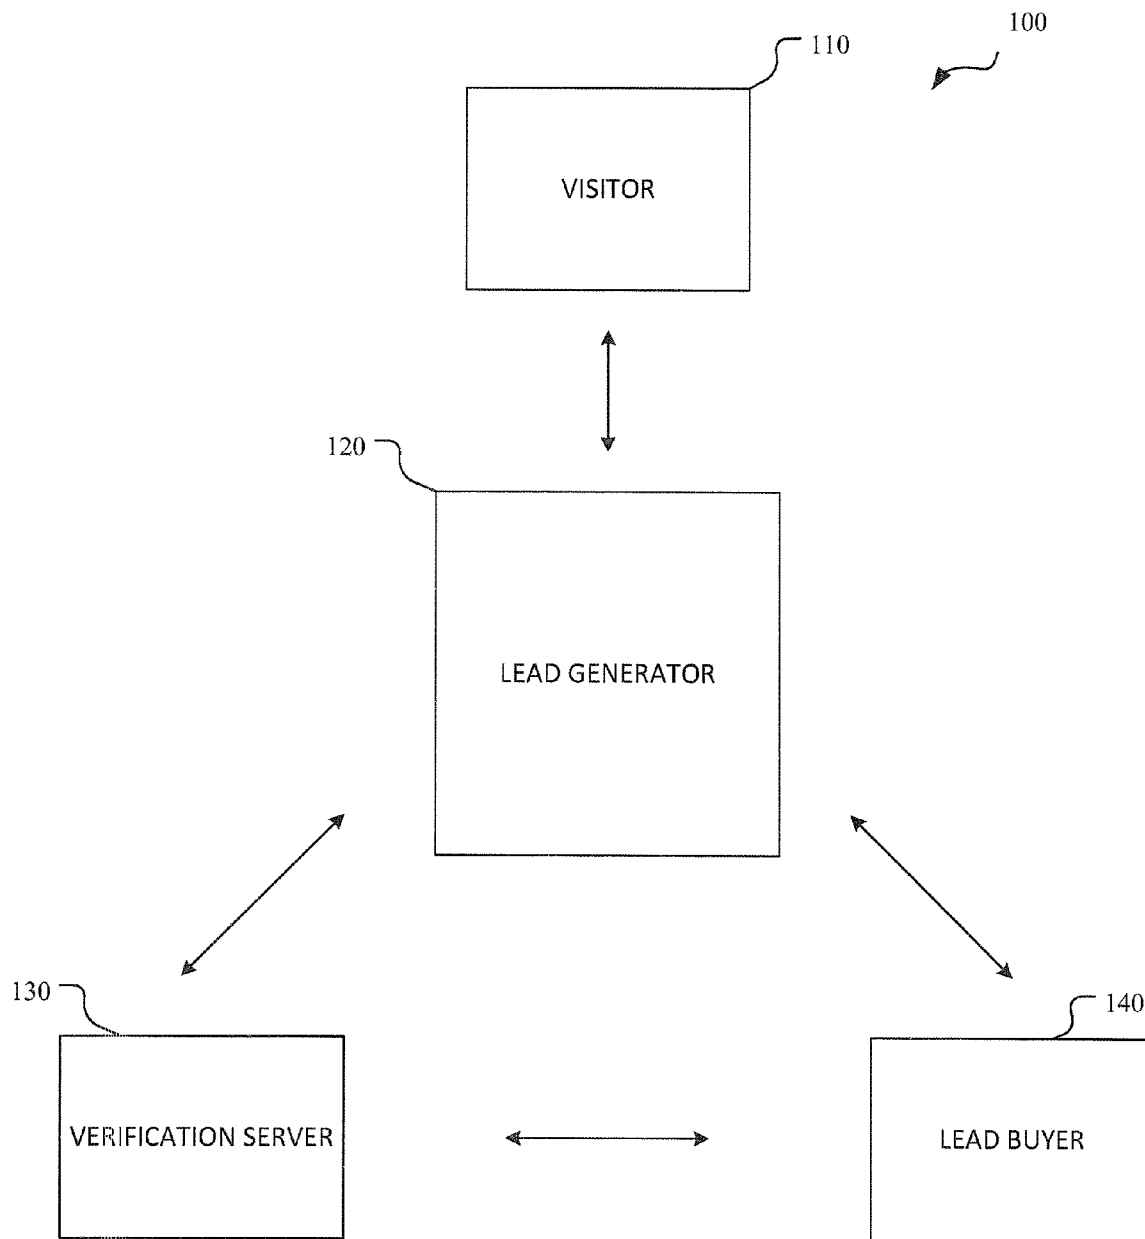 100
110
VISITOR
120
LEAD GENERATOR
130
140
VERIFICATION SERVER
LEAD BUYER